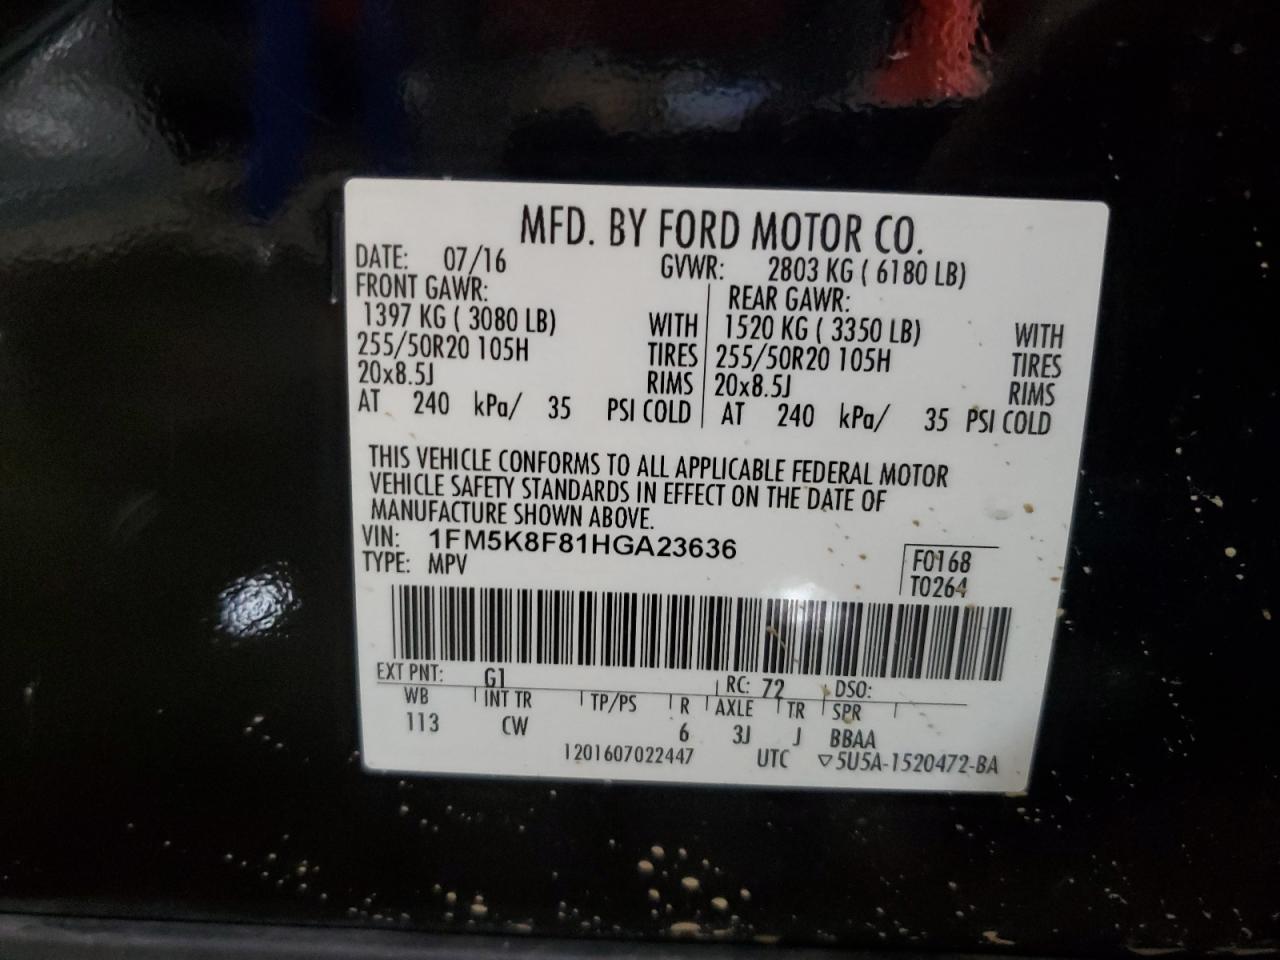 MFD. BY FORD MOTOR CO.
DATE: 07/16 GVWR: 2803 KG ( 6180 LB)
FRONT GAWR: REAR GAWR:
1397 KG ( 3080 LB) WITH 1520 KG ( 3350 LB) WITH
255/50R20 105H TIRES 255/50R20 105H TIRES
20x8.5J RIMS 20x8.5J RIMS
AT 240 kPa/ 35 PSI COLD AT 240 kPa/ 35 PSI COLD
THIS VEHICLE CONFORMS TO ALL APPLICABLE FEDERAL MOTOR
VEHICLE SAFETY STANDARDS IN EFFECT ON THE DATE OF
MANUFACTURE SHOWN ABOVE.
VIN: 1FM5K8F81HGA23636
TYPE: MPV
F0168
T0264
EXT PNT: G1 RC: 72 DSO:
WB INT TR TP/PS R AXLE TR SPR
113 CW 6 3J J BBAA
1201607022447 UTC ▽5U5A-1520472-BA